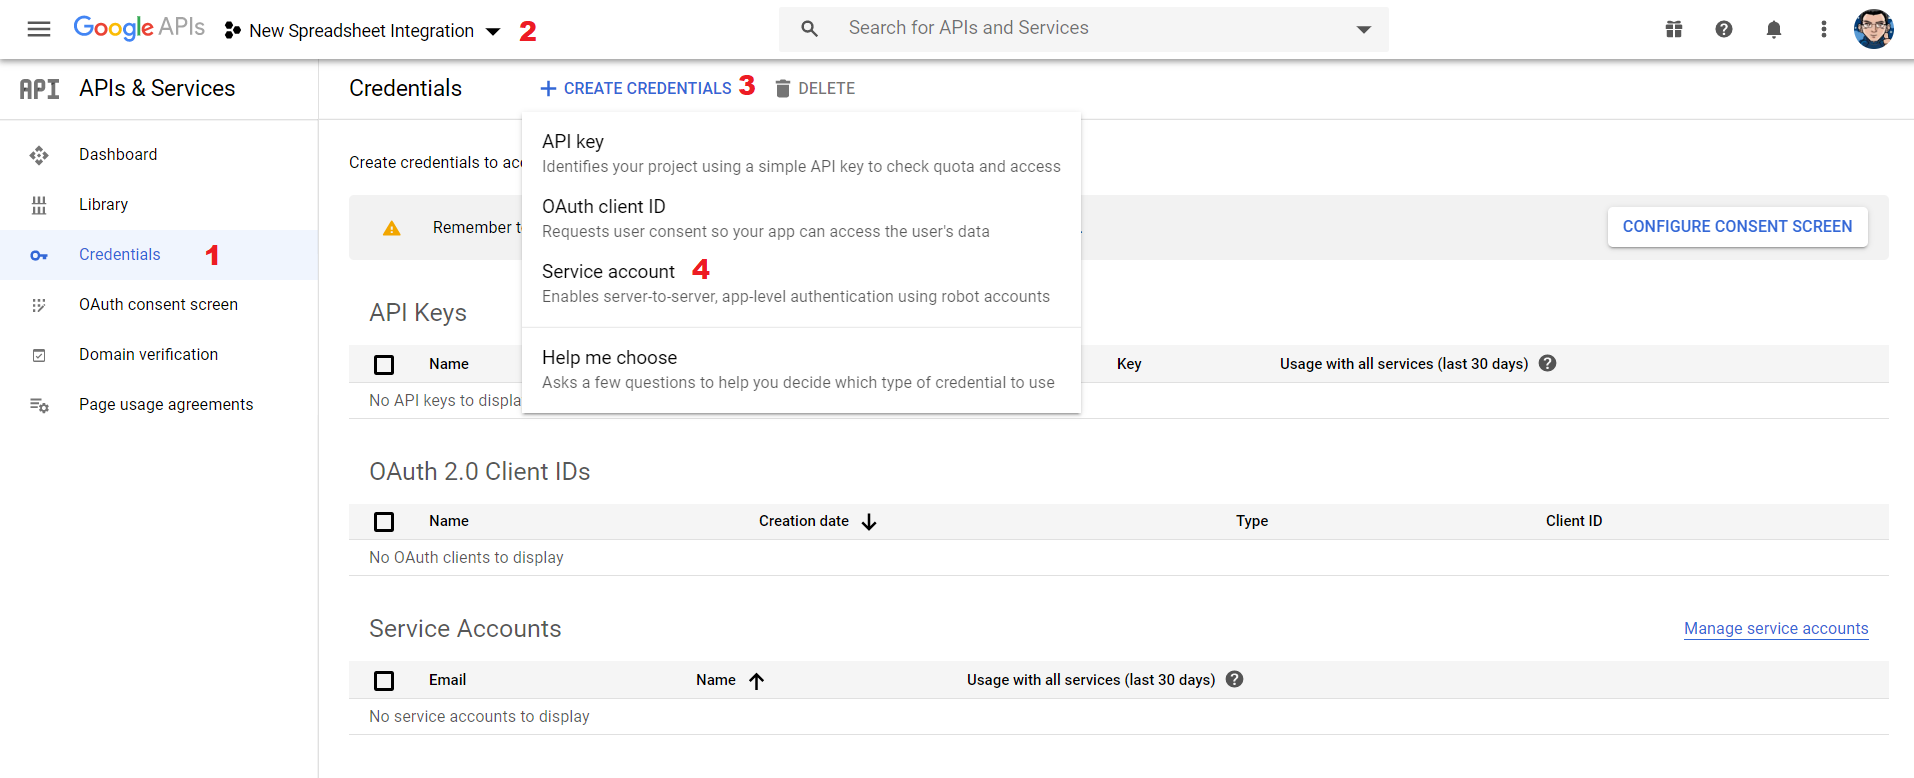 Google APIs New Spreadsheet Integration 2 Search for APIs and Services
API APIs & Services Credentials CREATE CREDENTIALS 3 DELETE
Dashboard
Library
Credentials 1
OAuth consent screen
Domain verification
Page usage agreements
API key
Identifies your project using a simple API key to check quota and access
OAuth client ID
Requests user consent so your app can access the user's data
Service account 4
Enables server-to-server, app-level authentication using robot accounts
Help me choose
Asks a few questions to help you decide which type of credential to use
Create credentials to
Remember
CONFIGURE CONSENT SCREEN
API Keys
Name Key Usage with all services (last 30 days)
No API keys to displa
OAuth 2.0 Client IDs
Name Creation date Type Client ID
No OAuth clients to display
Service Accounts Manage service accounts
Email Name Usage with all services (last 30 days)
No service accounts to display